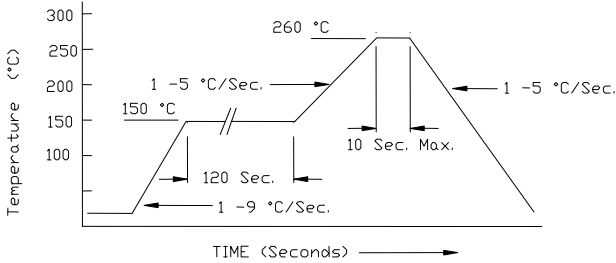 300
260 °C
250
Temperature (°C)
200
1 -5 °C/Sec.
1 -5 °C/Sec.
150 °C
150
10 Sec. Max.
100
120 Sec.
1 -9 °C/Sec.
TIME (Seconds)